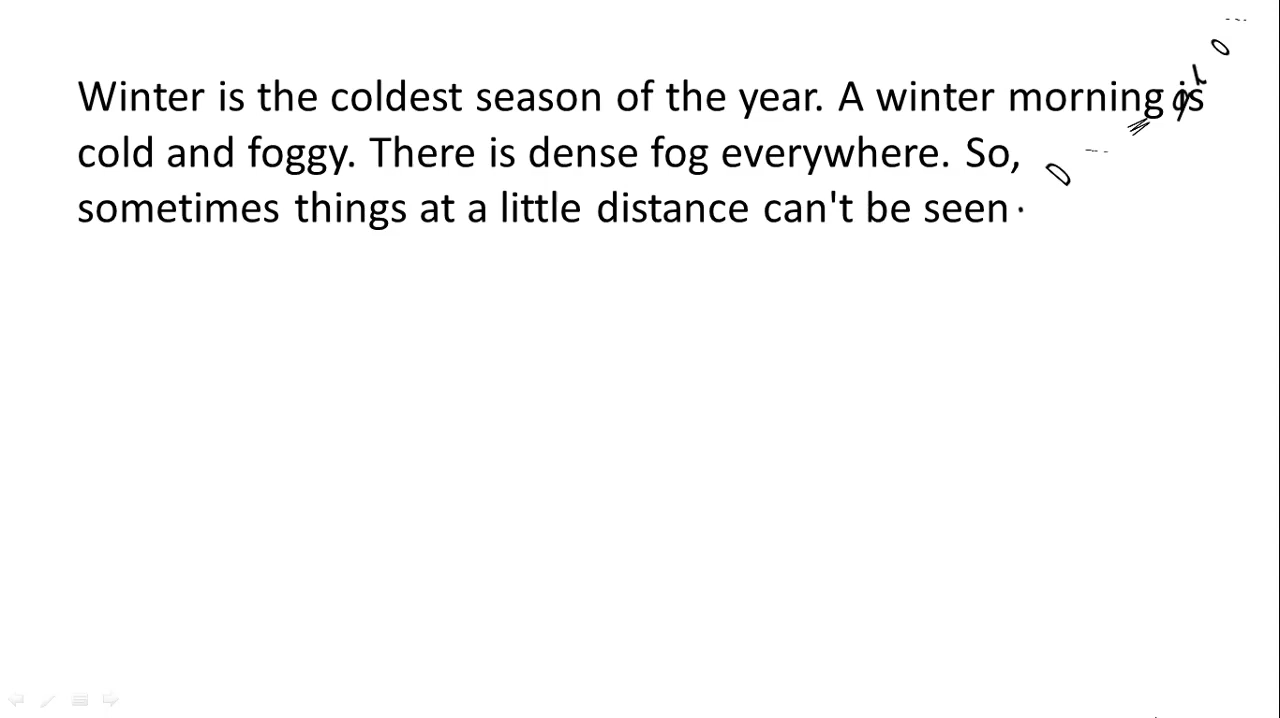 Winter is the coldest season of the year. A winter morning is
cold and foggy. There is dense fog everywhere. So,
sometimes things at a little distance can't be seen.